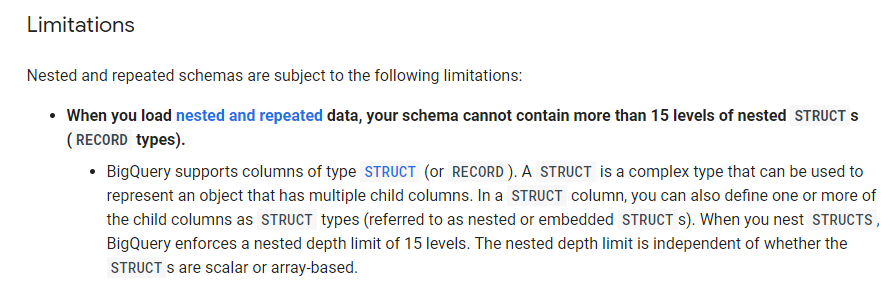 Limitations
Nested and repeated schemas are subject to the following limitations:
• When you load nested and repeated data, your schema cannot contain more than 15 levels of nested STRUCT s
( RECORD types).
• BigQuery supports columns of type STRUCT (or RECORD ). A STRUCT is a complex type that can be used to
represent an object that has multiple child columns. In a STRUCT column, you can also define one or more of
the child columns as STRUCT types (referred to as nested or embedded STRUCT s). When you nest STRUCTS ,
BigQuery enforces a nested depth limit of 15 levels. The nested depth limit is independent of whether the
STRUCT s are scalar or array-based.